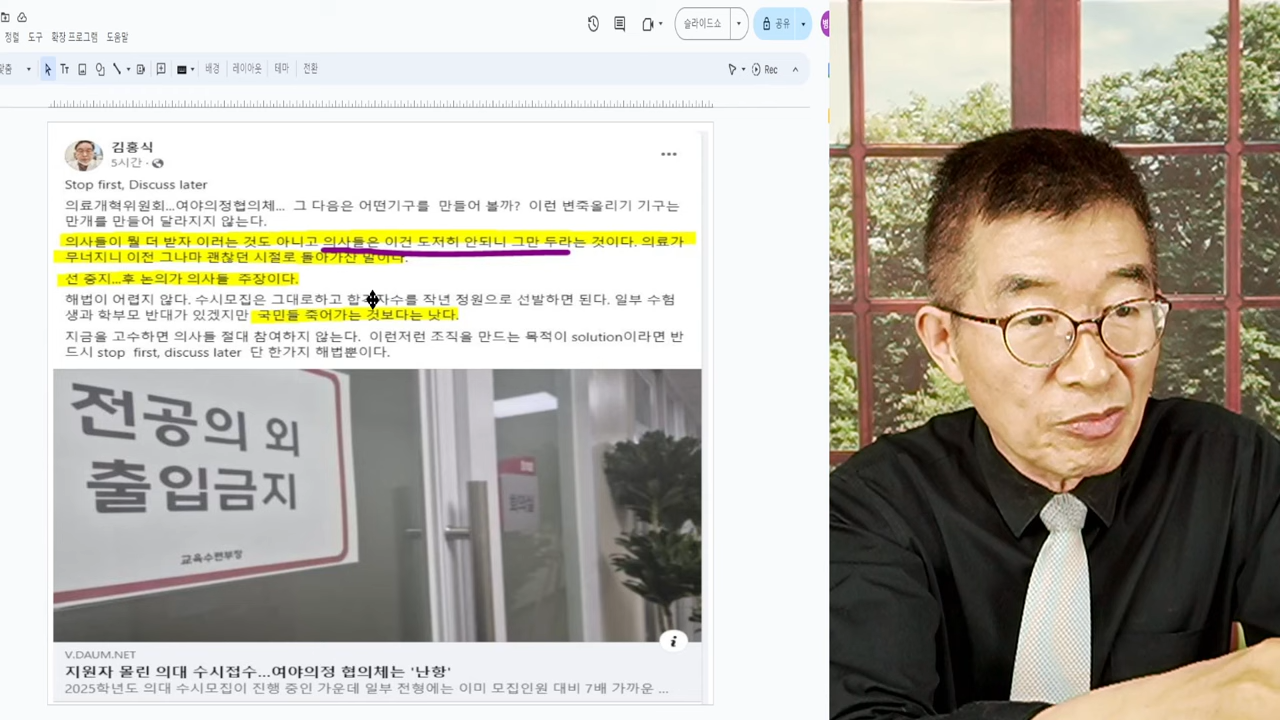 정렬 도구 확장 프로그램 도움말
슬라이드쇼
공유
배경 레이아웃 테마 전환
Rec
김홍식
5시간 ·
Stop first, Discuss later
의료개혁위원회...여야의정협의체... 그 다음은 어떤기구를 만들어 볼까? 이런 변죽올리기 기구는
만개를 만들어 달라지지 않는다.
의사들이 뭘 더 받자 이러는 것도 아니고 의사들은 이건 도저히 안되니 그만 두라는 것이다. 의료가
무너지니 이전 그나마 괜찮던 시절로 돌아가잔 말이다.
선 중지...후 논의가 의사들 주장이다.
해법이 어렵지 않다. 수시모집은 그대로하고 합격자수를 작년 정원으로 선발하면 된다. 일부 수험
생과 학부모 반대가 있겠지만 국민들 죽어가는 것보다는 낫다.
지금을 고수하면 의사들 절대 참여하지 않는다. 이런저런 조직을 만드는 목적이 solution이라면 반
드시 stop first, discuss later 단 한가지 해법뿐이다.
전공의 외
출입금지
교육수련부장
회의실
V.DAUM.NET
지원자 몰린 의대 수시접수...여야의정 협의체는 '난항'
2025학년도 의대 수시모집이 진행 중인 가운데 일부 전형에는 이미 모집인원 대비 7배 가까운 ...